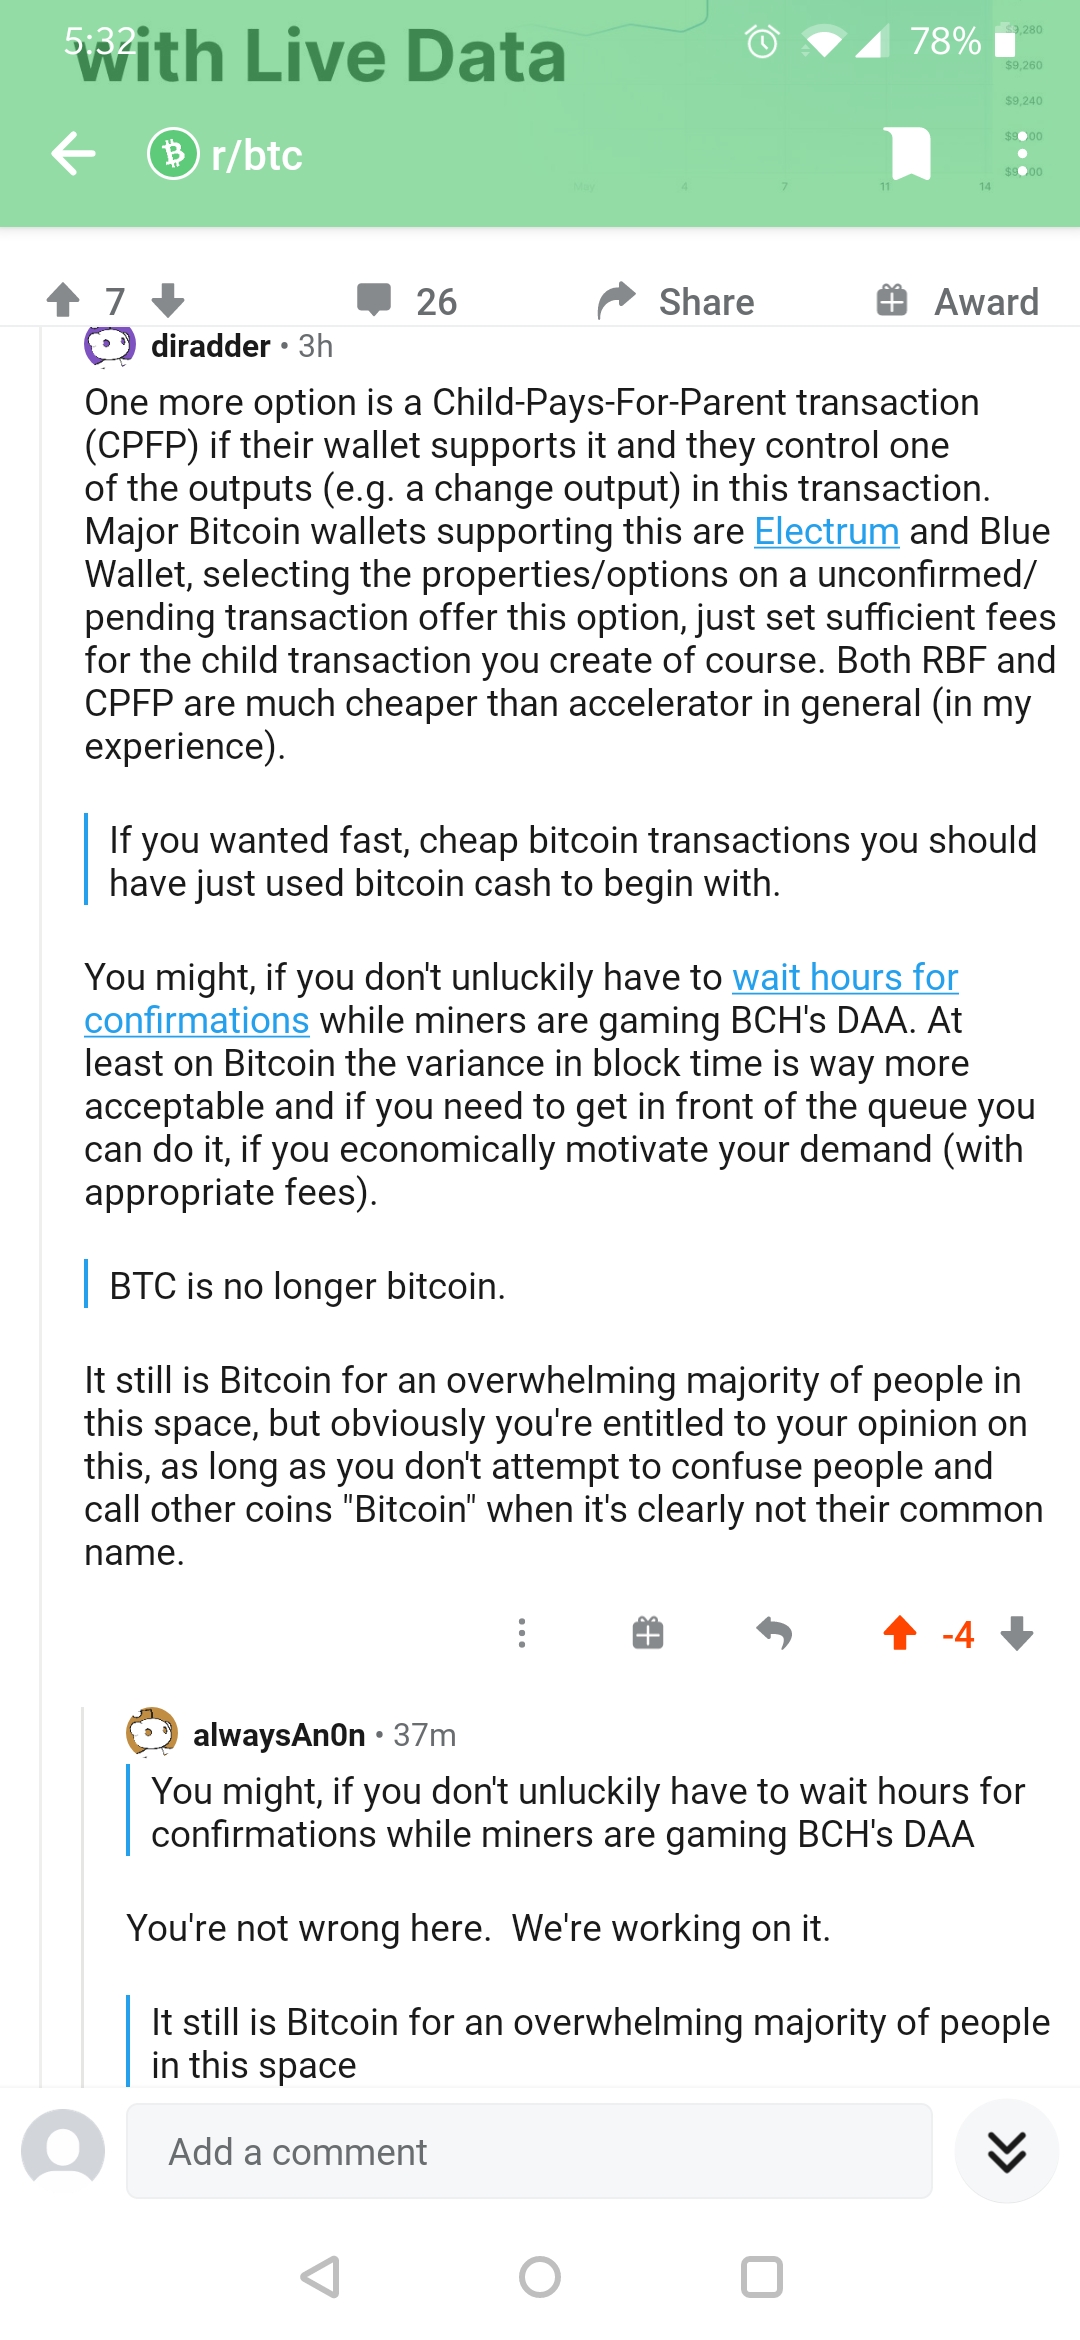 with Live Data
5:32
78%
$9,280
$9,260
$9,240
r/btc
May
4
7
11
14
7
26
Share
Award
diradder • 3h
One more option is a Child-Pays-For-Parent transaction
(CPFP) if their wallet supports it and they control one
of the outputs (e.g. a change output) in this transaction.
Major Bitcoin wallets supporting this are Electrum and Blue
Wallet, selecting the properties/options on a unconfirmed/
pending transaction offer this option, just set sufficient fees
for the child transaction you create of course. Both RBF and
CPFP are much cheaper than accelerator in general (in my
experience).
If you wanted fast, cheap bitcoin transactions you should
have just used bitcoin cash to begin with.
You might, if you don't unluckily have to wait hours for
confirmations while miners are gaming BCH's DAA. At
least on Bitcoin the variance in block time is way more
acceptable and if you need to get in front of the queue you
can do it, if you economically motivate your demand (with
appropriate fees).
BTC is no longer bitcoin.
It still is Bitcoin for an overwhelming majority of people in
this space, but obviously you're entitled to your opinion on
this, as long as you don't attempt to confuse people and
call other coins "Bitcoin" when it's clearly not their common
name.
-4
alwaysAn0n • 37m
You might, if you don't unluckily have to wait hours for
confirmations while miners are gaming BCH's DAA
You're not wrong here.  We're working on it.
It still is Bitcoin for an overwhelming majority of people
in this space
Add a comment